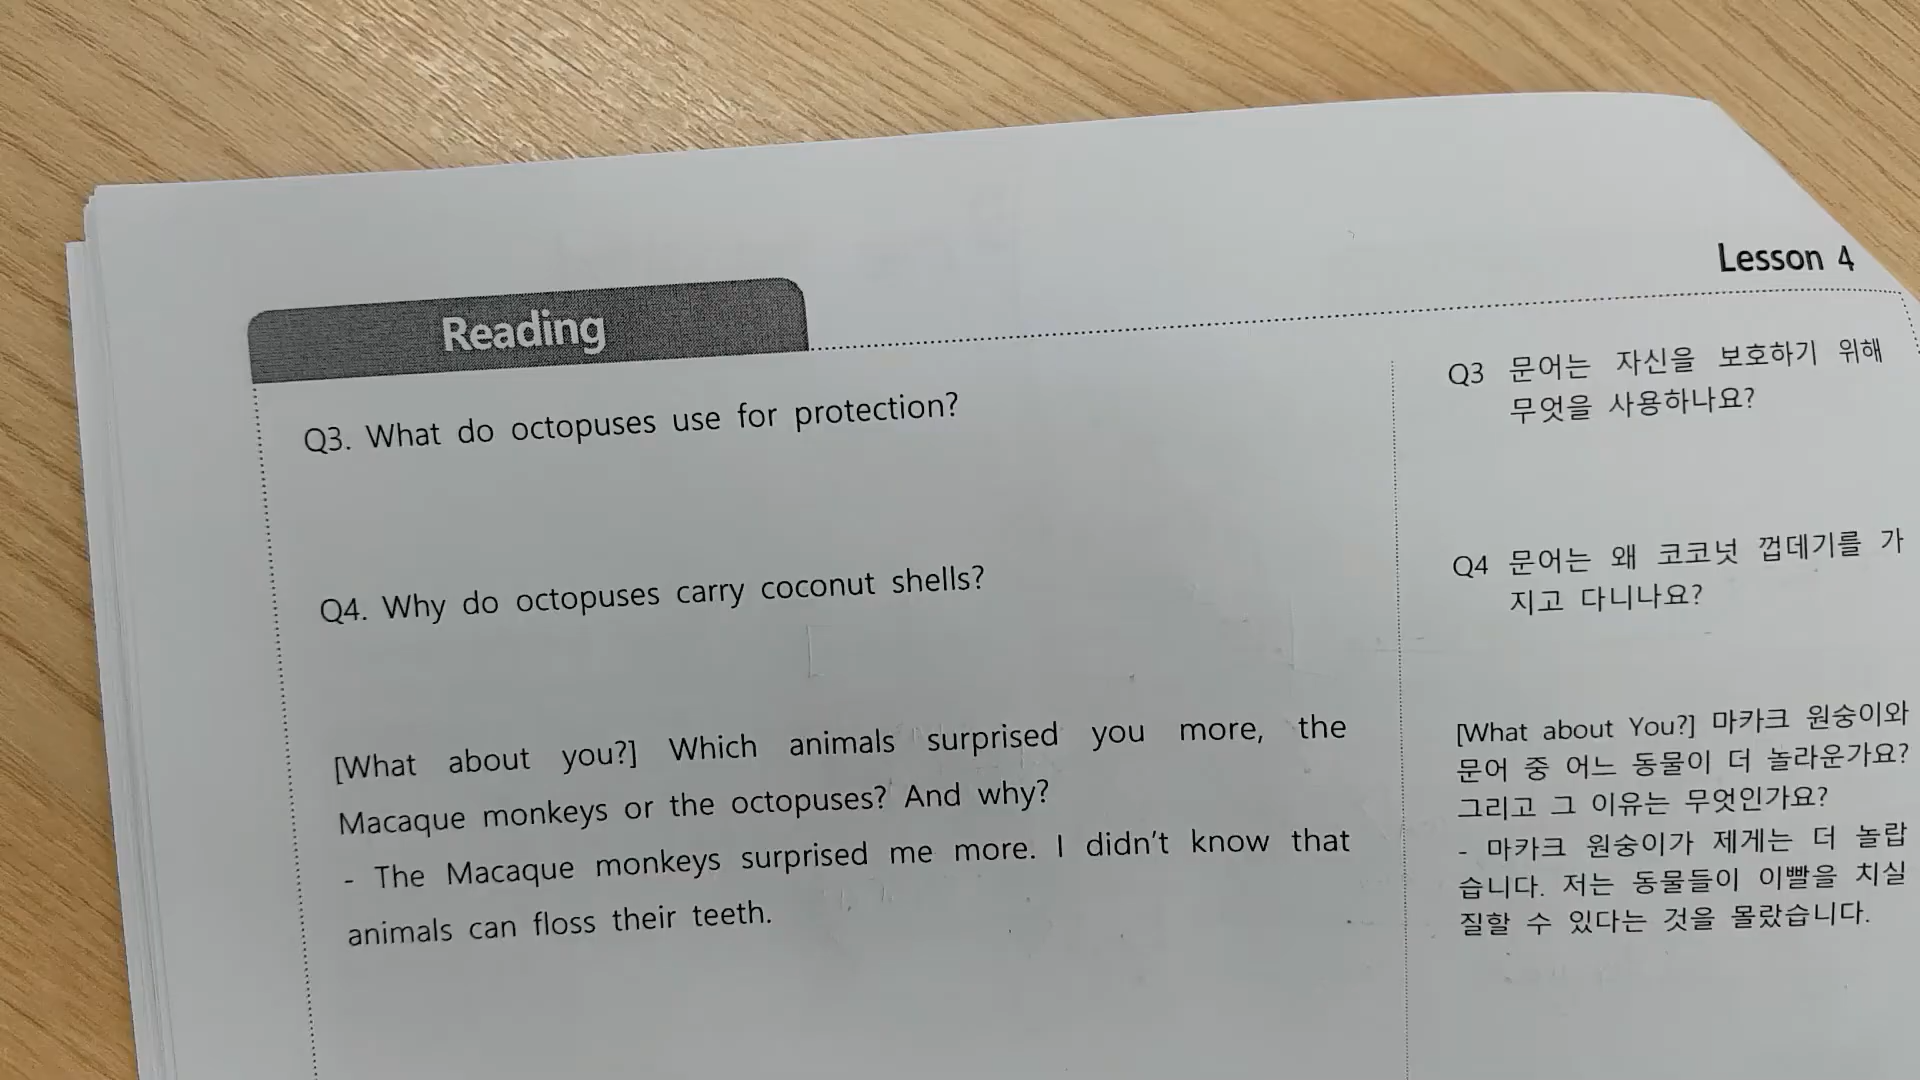 Lesson 4
Reading
Q3. What do octopuses use for protection?
Q4. Why do octopuses carry coconut shells?
[What about you?] Which animals surprised you more, the
Macaque monkeys or the octopuses? And why?
- The Macaque monkeys surprised me more. I didn't know that
animals can floss their teeth.
Q3 문어는 자신을 보호하기 위해
무엇을 사용하나요?
Q4 문어는 왜 코코넛 껍데기를 가
지고 다니나요?
[What about You?] 마카크 원숭이와
문어 중 어느 동물이 더 놀라운가요?
그리고 그 이유는 무엇인가요?
- 마카크 원숭이가 제게는 더 놀랍
습니다. 저는 동물들이 이빨을 치실
질할 수 있다는 것을 몰랐습니다.